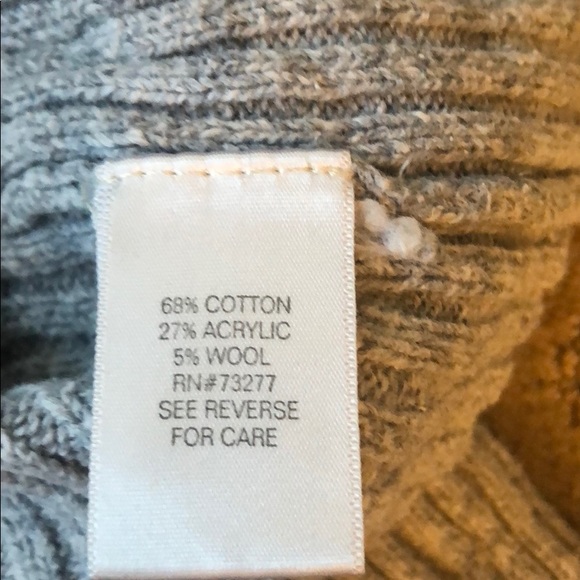 68% COTTON
27% ACRYLIC
5% WOOL
RN#73277
SEE REVERSE
FOR CARE